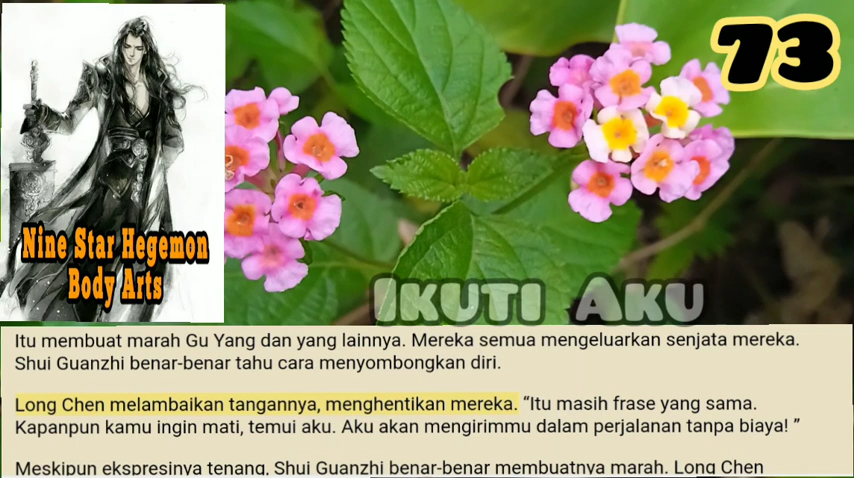 73
Nine Star Hegemon
Body Arts
IKUTI AKU
Itu membuat marah Gu Yang dan yang lainnya. Mereka semua mengeluarkan senjata mereka.
Shui Guanzhi benar-benar tahu cara menyombongkan diri.
Long Chen melambaikan tangannya, menghentikan mereka. “Itu masih frase yang sama.
Kapanpun kamu ingin mati, temui aku. Aku akan mengirimmu dalam perjalanan tanpa biaya! ”
Meskipun ekspresinya tenang, Shui Guanzhi benar-benar membuatnya marah. Long Chen